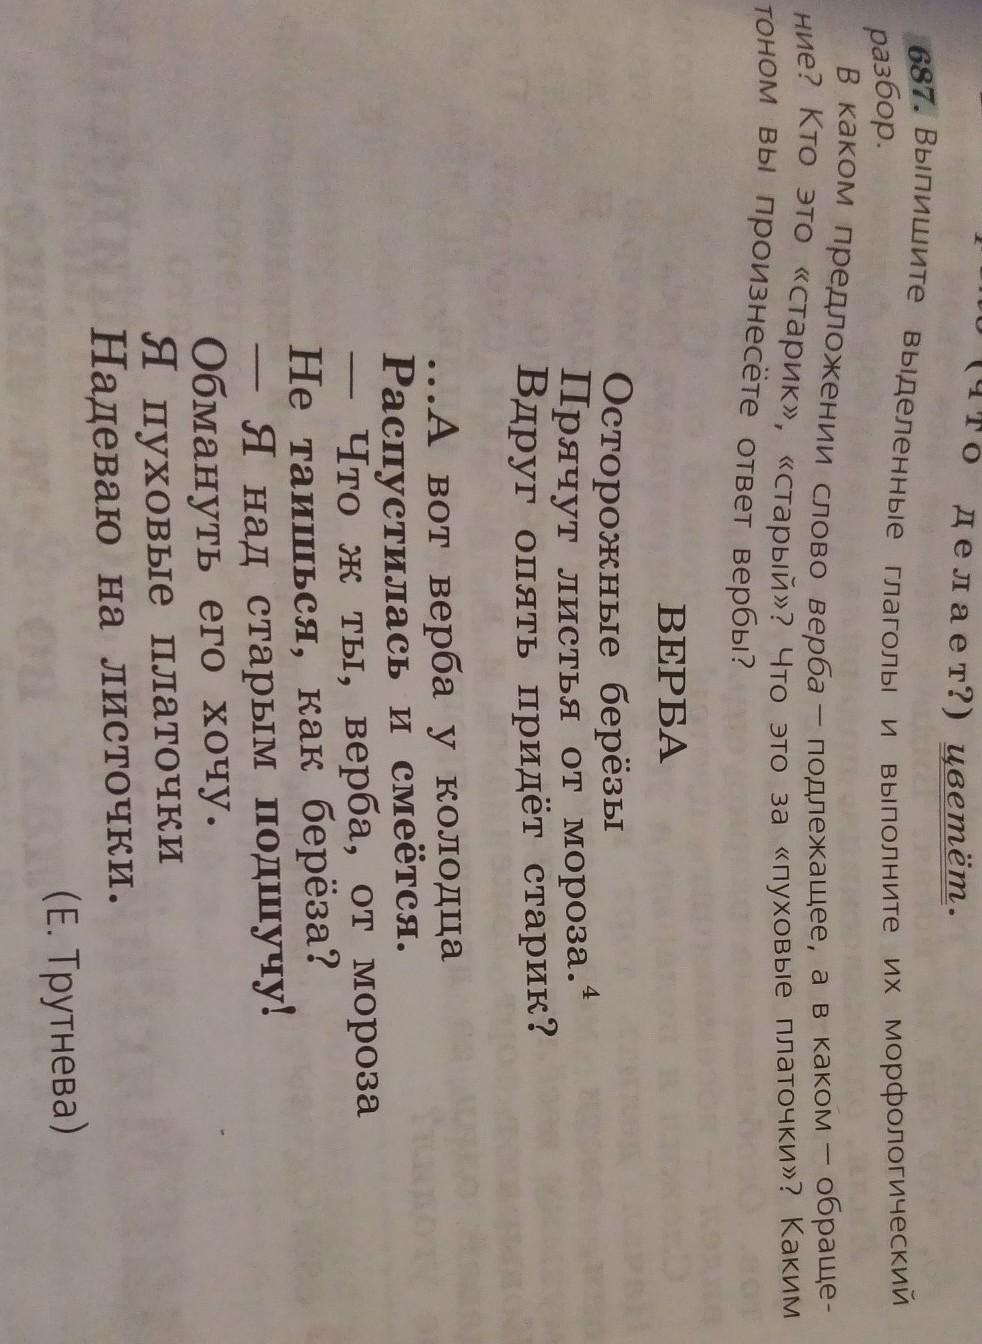 (что делает?) цветёт.
687. Выпишите выделенные глаголы и выполните их морфологический
разбор.
В каком предложении слово верба — подлежащее, а в каком — обраще-
ние? Кто это «старик», «старый»? Что это за «пуховые платочки»? Каким
тоном вы произнесёте ответ вербы?
ВЕРБА
Осторожные берёзы
Прячут листья от мороза.⁴
Вдруг опять придёт старик?
...А вот верба у колодца
Распустилась и смеётся.
— Что ж ты, верба, от мороза
Не таишься, как берёза?
— Я над старым подшучу!
Обмануть его хочу.
Я пуховые платочки
Надеваю на листочки.
(Е. Трутнева)